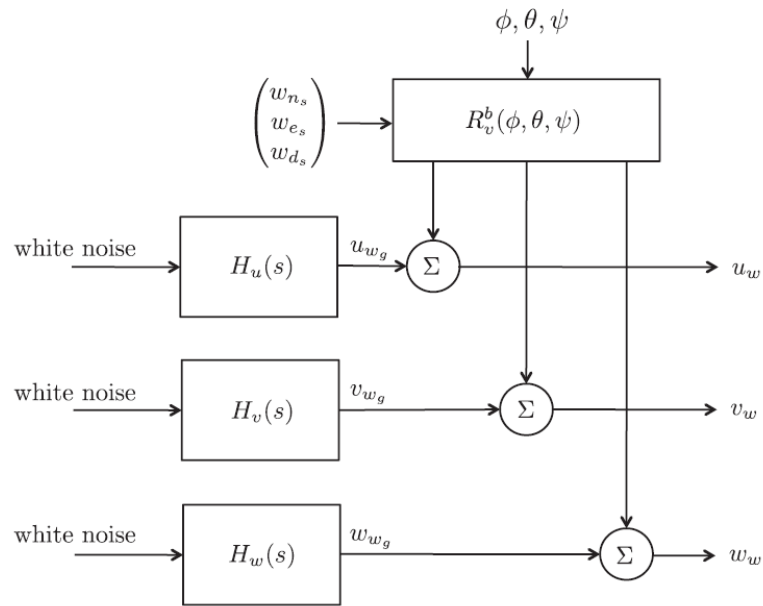 ϕ, θ, ψ
w_{n_s}
w_{e_s}
w_{d_s}
R_v^b(ϕ, θ, ψ)
white noise
H_u(s)
u_{w_g}
Σ
u_w
white noise
H_v(s)
v_{w_g}
Σ
v_w
white noise
H_w(s)
w_{w_g}
Σ
w_w